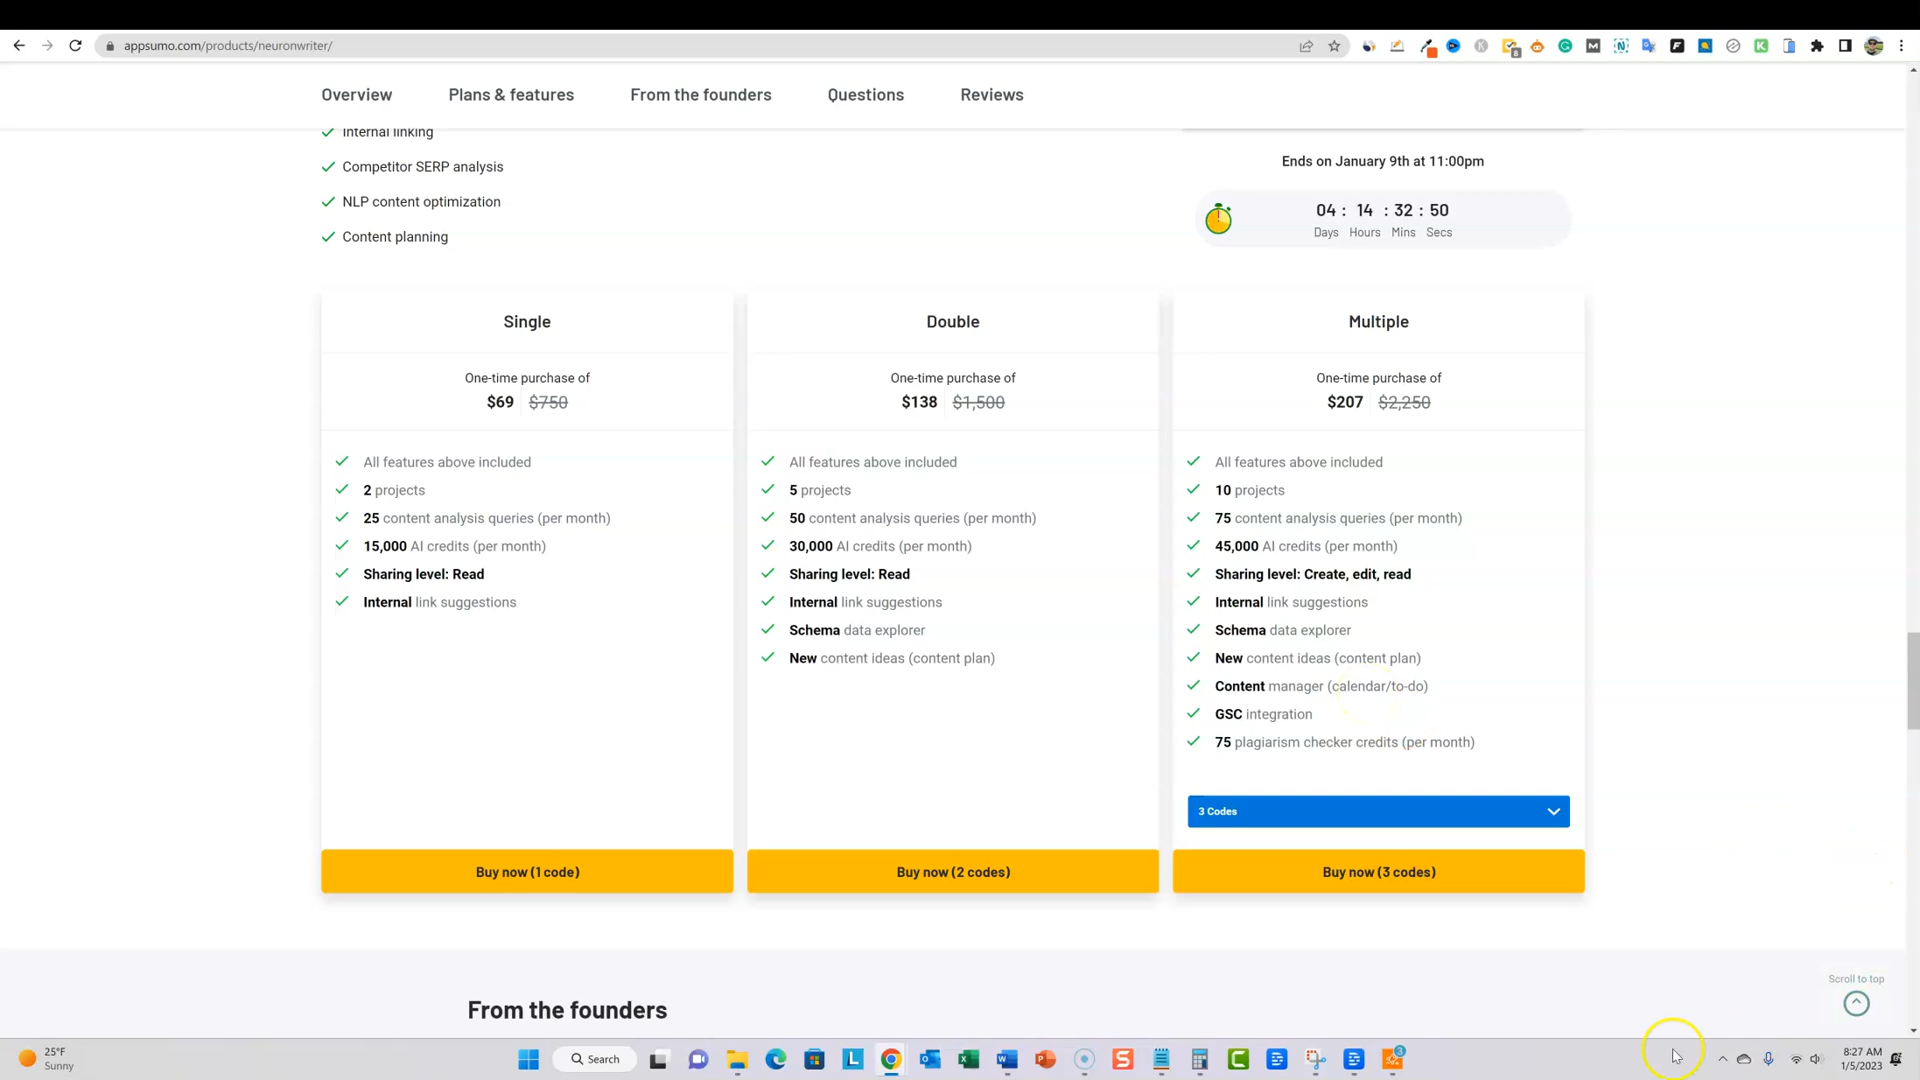 appsumo.com/products/neuronwriter/
Overview
Plans & features
From the founders
Questions
Reviews
Internal linking
Competitor SERP analysis
NLP content optimization
Content planning
Ends on January 9th at 11:00pm
04 : 14 : 32 : 50
Days Hours Mins Secs
Single
One-time purchase of
$69 $750
All features above included
2 projects
25 content analysis queries (per month)
15,000 AI credits (per month)
Sharing level: Read
Internal link suggestions
Buy now (1 code)
Double
One-time purchase of
$138 $1,500
All features above included
5 projects
50 content analysis queries (per month)
30,000 AI credits (per month)
Sharing level: Read
Internal link suggestions
Schema data explorer
New content ideas (content plan)
Buy now (2 codes)
Multiple
One-time purchase of
$207 $2,250
All features above included
10 projects
75 content analysis queries (per month)
45,000 AI credits (per month)
Sharing level: Create, edit, read
Internal link suggestions
Schema data explorer
New content ideas (content plan)
Content manager (calendar/to-do)
GSC integration
75 plagiarism checker credits (per month)
3 Codes
Buy now (3 codes)
Scroll to top
From the founders
25°F
Sunny
Search
8:27 AM
1/5/2023